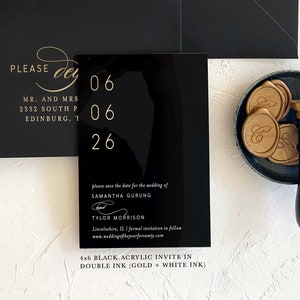 PLEASE
MR. AND MRS
2332 SOUTH P
EDINBURG, T
06
06
26
please save the date for the wedding of
SAMANTHA GURUNG
and
TYLOR MORRISON
Lincolnshire, IL | formal invitation to follow
4x6 BLACK ACRYLIC INVITE IN
DOUBLE INK (GOLD + WHITE INK)